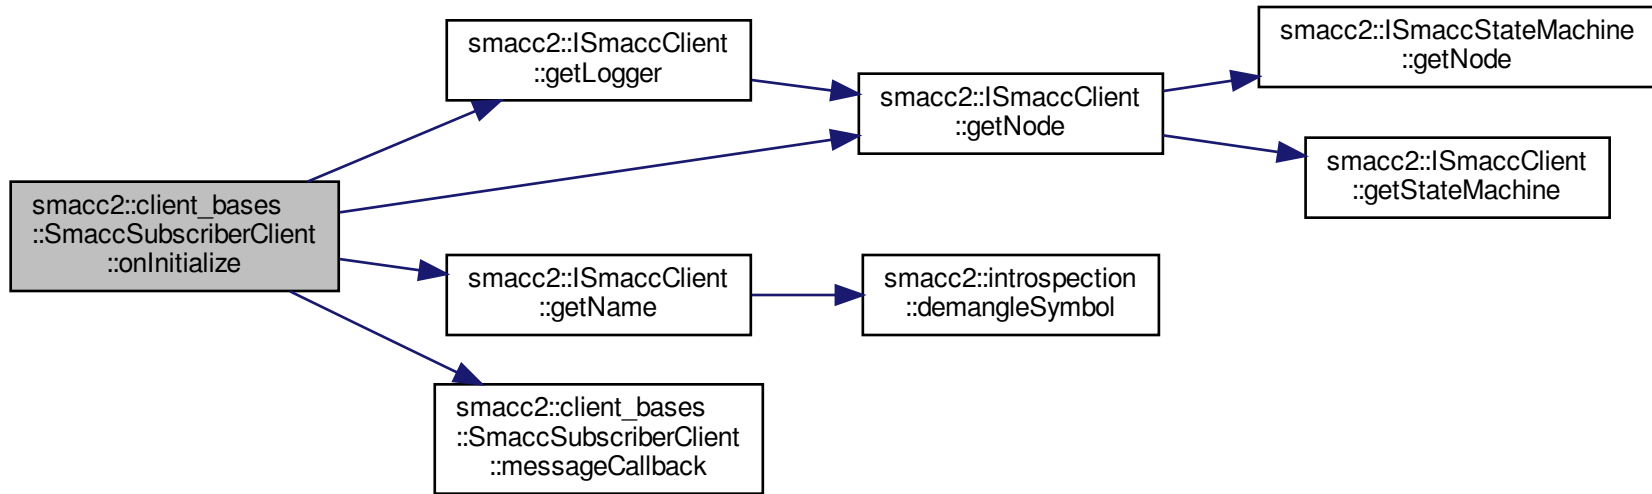 smacc2::client_bases
::SmaccSubscriberClient
::onInitialize
smacc2::ISmaccClient
::getLogger
smacc2::ISmaccClient
::getNode
smacc2::ISmaccStateMachine
::getNode
smacc2::ISmaccClient
::getStateMachine
smacc2::ISmaccClient
::getName
smacc2::introspection
::demangleSymbol
smacc2::client_bases
::SmaccSubscriberClient
::messageCallback